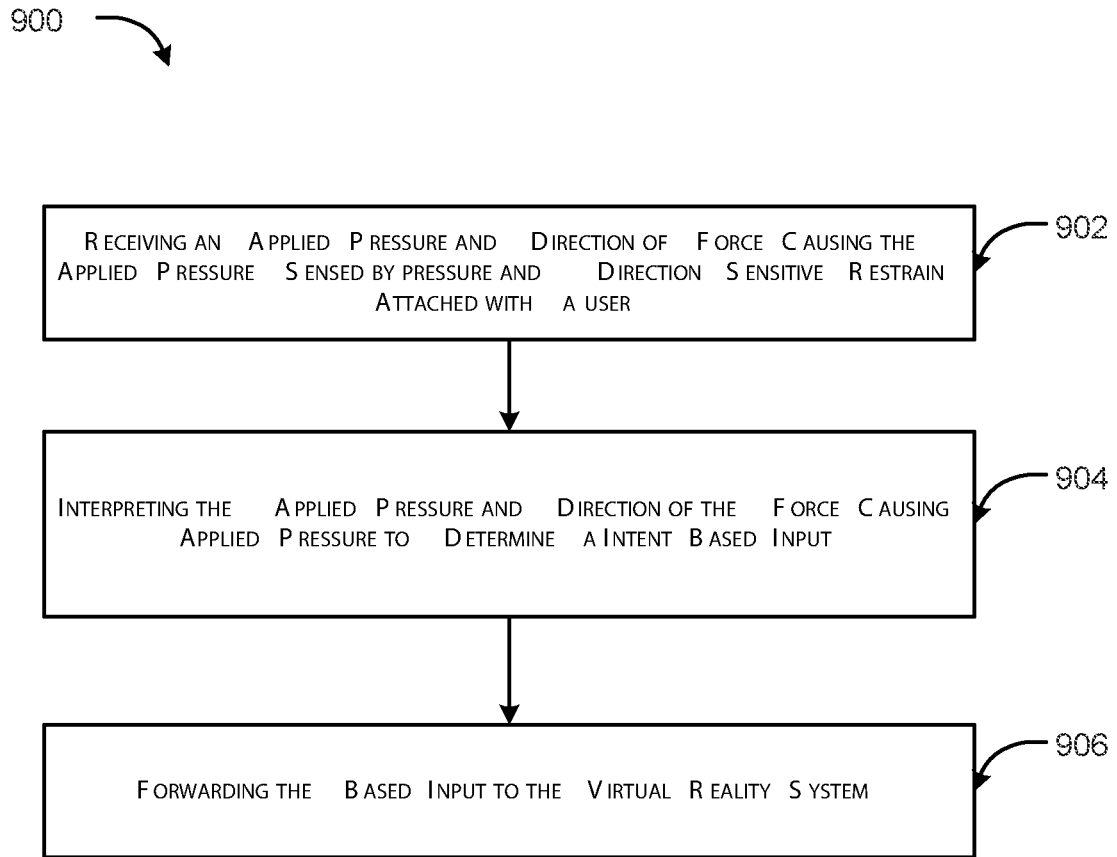 900
RECEIVING AN APPLIED PRESSURE AND DIRECTION OF FORCE CAUSING THE
APPLIED PRESSURE SENSED BY PRESSURE AND DIRECTION SENSITIVE RESTRAIN
ATTACHED WITH A USER
902
INTERPRETING THE APPLIED PRESSURE AND DIRECTION OF THE FORCE CAUSING
APPLIED PRESSURE TO DETERMINE A INTENT BASED INPUT
904
FORWARDING THE BASED INPUT TO THE VIRTUAL REALITY SYSTEM
906